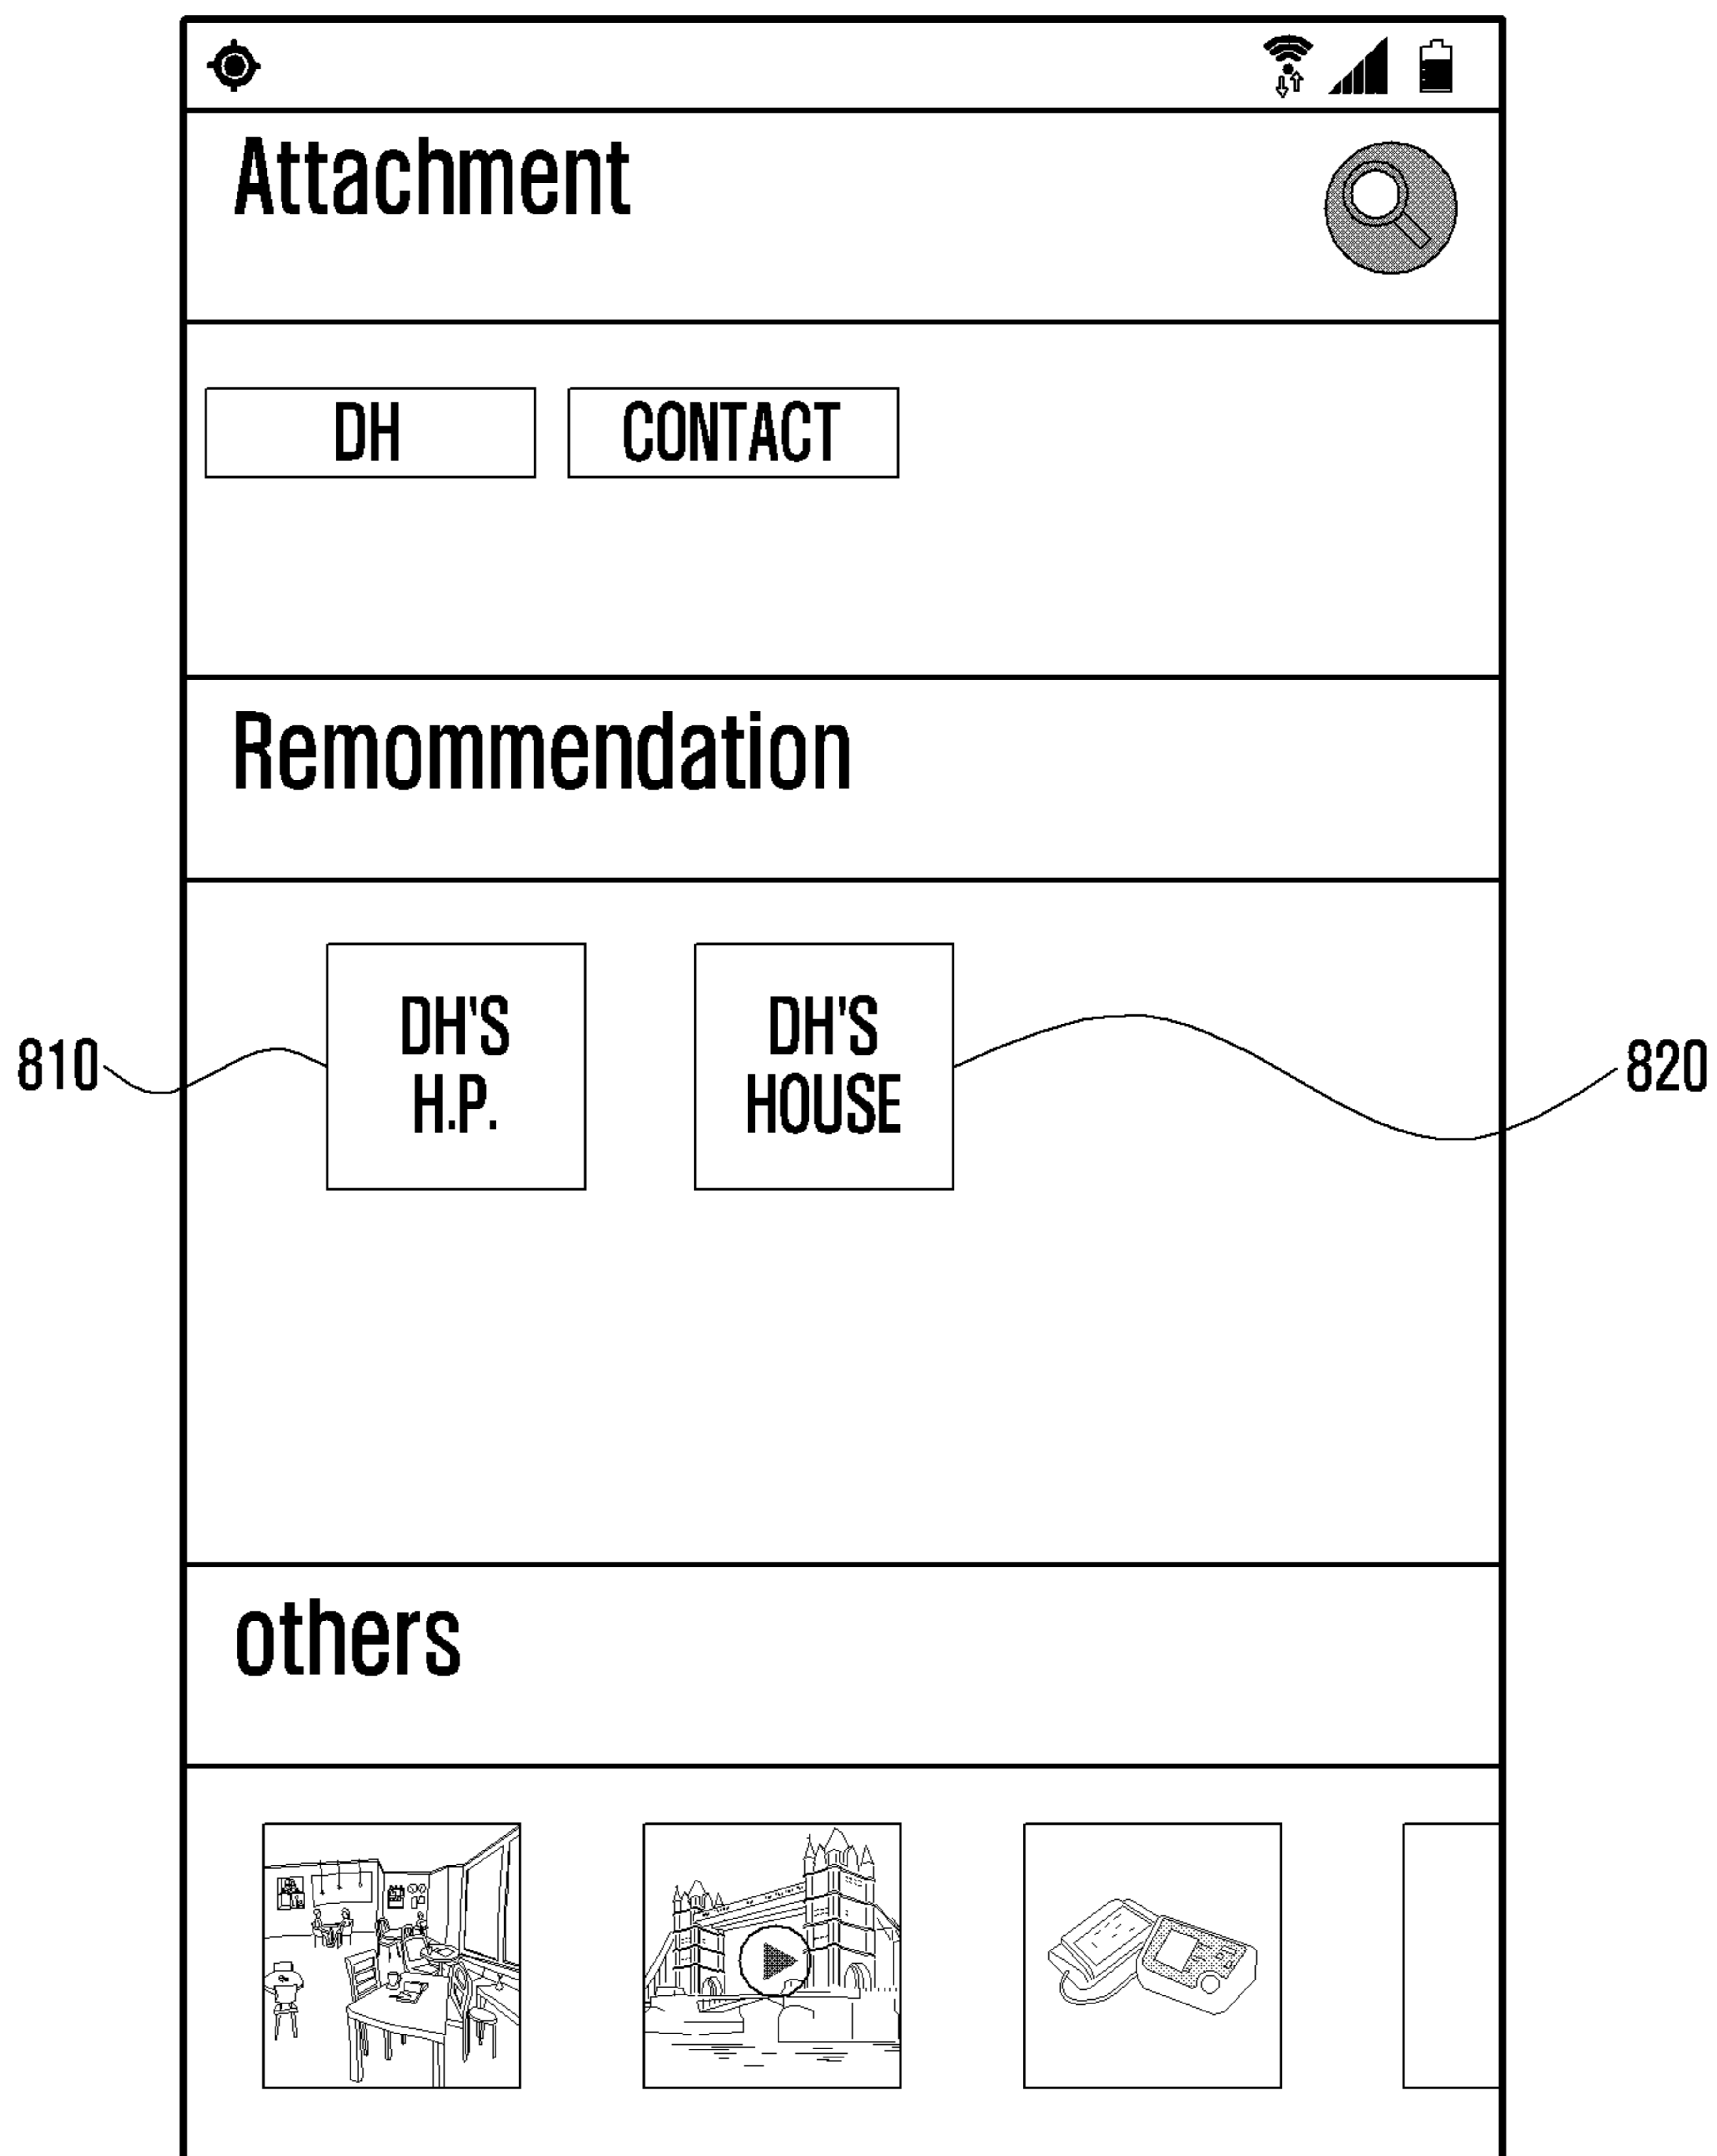 Attachment
DH
CONTACT
Remommendation
DH'S
H.P.
DH'S
HOUSE
810
820
others